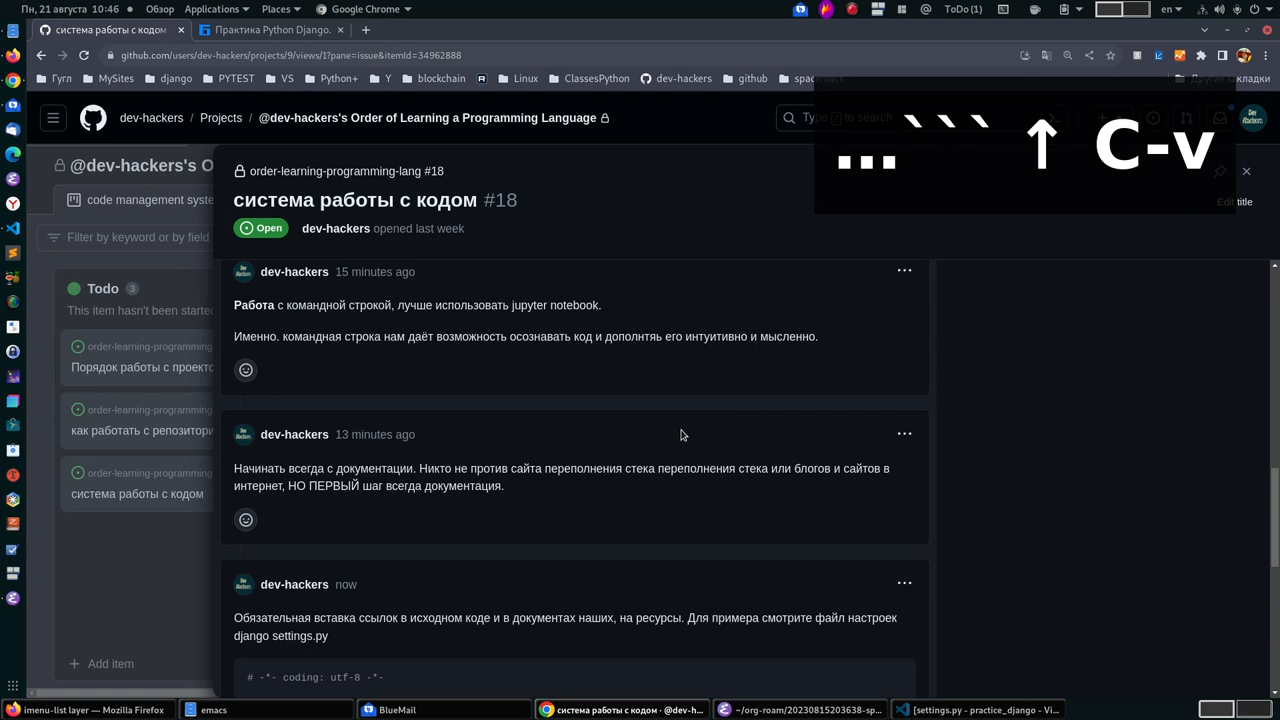 Пн, 21 августа 10:46
Обзор
Applications
Places
Google Chrome
ToDo(1)
en
система работы с кодом
Практика Python Django.
github.com/users/dev-hackers/projects/9/views/1?pane=issue&itemId=34962888
Гугл
MySites
django
PYTEST
VS
Python+
Y
blockchain
Linux
ClassesPython
dev-hackers
github
spacemacs
Другие закладки
dev-hackers / Projects / @dev-hackers's Order of Learning a Programming Language
Type / to search
... ``` ↑ C-v
@dev-hackers's O
order-learning-programming-lang #18
code management syste
система работы с кодом #18
Edit title
Open
dev-hackers opened last week
Filter by keyword or by field
Todo 3
This item hasn't been started
order-learning-programming
Порядок работы с проекто
order-learning-programming
как работать с репозитори
order-learning-programming
система работы с кодом
Add item
dev-hackers 15 minutes ago
Работа с командной строкой, лучше использовать jupyter notebook.
Именно. командная строка нам даёт возможность осознавать код и дополнтяь его интуитивно и мысленно.
dev-hackers 13 minutes ago
Начинать всегда с документации. Никто не против сайта переполнения стека переполнения стека или блогов и сайтов в
интернет, НО ПЕРВЫЙ шаг всегда документация.
dev-hackers now
Обязательная вставка ссылок в исходном коде и в документах наших, на ресурсы. Для примера смотрите файл настроек
django settings.py
# -*- coding: utf-8 -*-
imenu-list layer — Mozilla Firefox
emacs
BlueMail
система работы с кодом · @dev-h...
~/org-roam/20230815203638-sp...
[settings.py - practice_django - Vi...